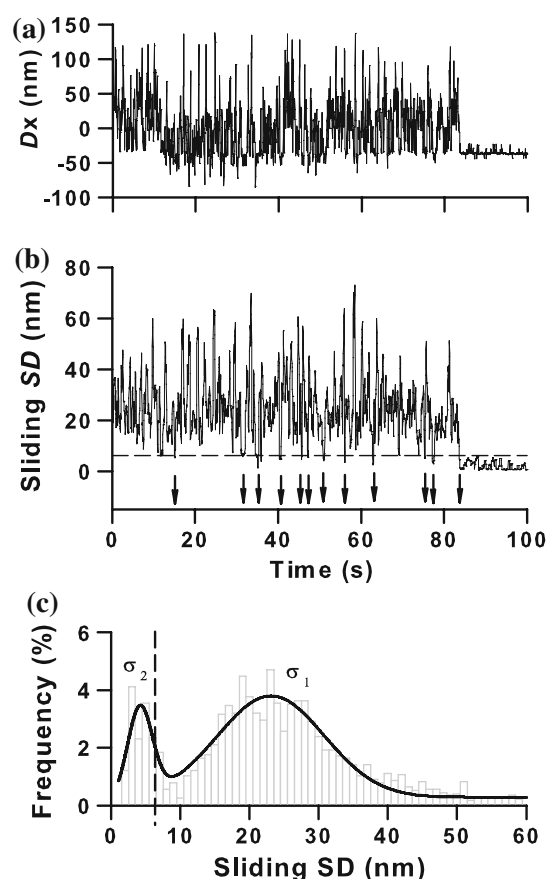 (a)
150
100
50
0
-50
-100
Dx (nm)
(b)
80
60
40
20
0
Sliding SD (nm)
0 20 40 60 80 100
Time (s)
(c)
6
4
2
0
Frequency (%)
σ2
σ1
0 10 20 30 40 50 60
Sliding SD (nm)